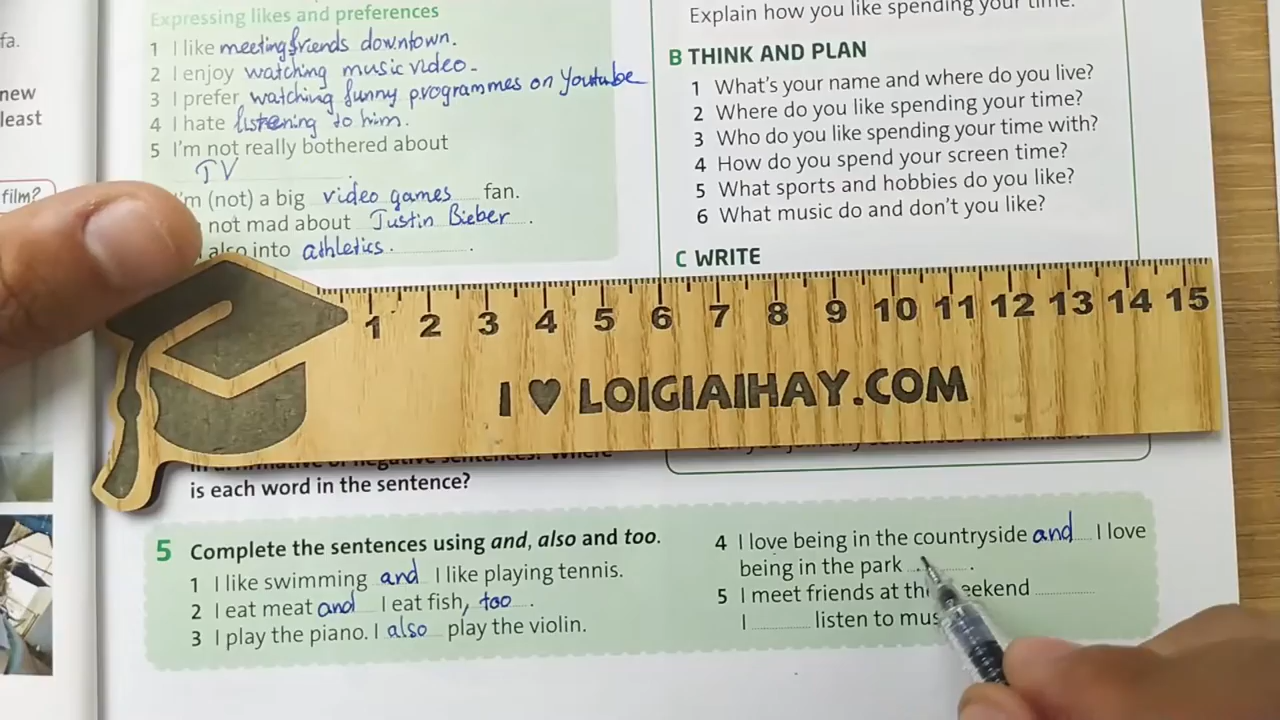 fa.
new
least
film?
Expressing likes and preferences
1 I like meeting friends downtown.
2 I enjoy watching music video.
3 I prefer watching funny programmes on Youtube
4 I hate listening to him.
5 I'm not really bothered about
TV .
'm (not) a big video games fan.
not mad about Justin Bieber .
also into athletics. .
Explain how you like spending your time.
B THINK AND PLAN
1 What's your name and where do you live?
2 Where do you like spending your time?
3 Who do you like spending your time with?
4 How do you spend your screen time?
5 What sports and hobbies do you like?
6 What music do and don't you like?
C WRITE
1 2 3 4 5 6 7 8 9 10 11 12 13 14 15
I ♥ LOIGIAIHAY.COM
is each word in the sentence?
5 Complete the sentences using and, also and too.
1 I like swimming and I like playing tennis.
2 I eat meat and I eat fish, too .
3 I play the piano. I also play the violin.
4 I love being in the countryside and I love
being in the park .
5 I meet friends at the eekend
I listen to mus